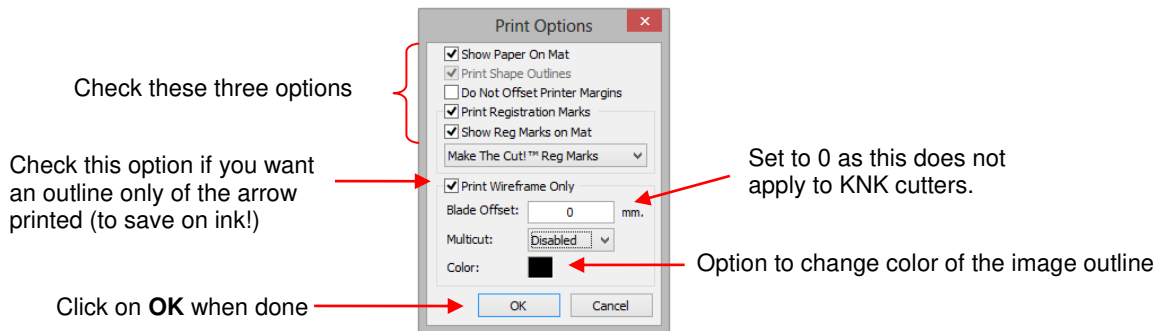 Print Options
Show Paper On Mat
Print Shape Outlines
Do Not Offset Printer Margins
Print Registration Marks
Show Reg Marks on Mat
Make The Cut!™ Reg Marks
Print Wireframe Only
Blade Offset: 0 mm.
Multicut: Disabled
Color:
OK Cancel
Check these three options
Check this option if you want
an outline only of the arrow
printed (to save on ink!)
Set to 0 as this does not
apply to KNK cutters.
Option to change color of the image outline
Click on OK when done